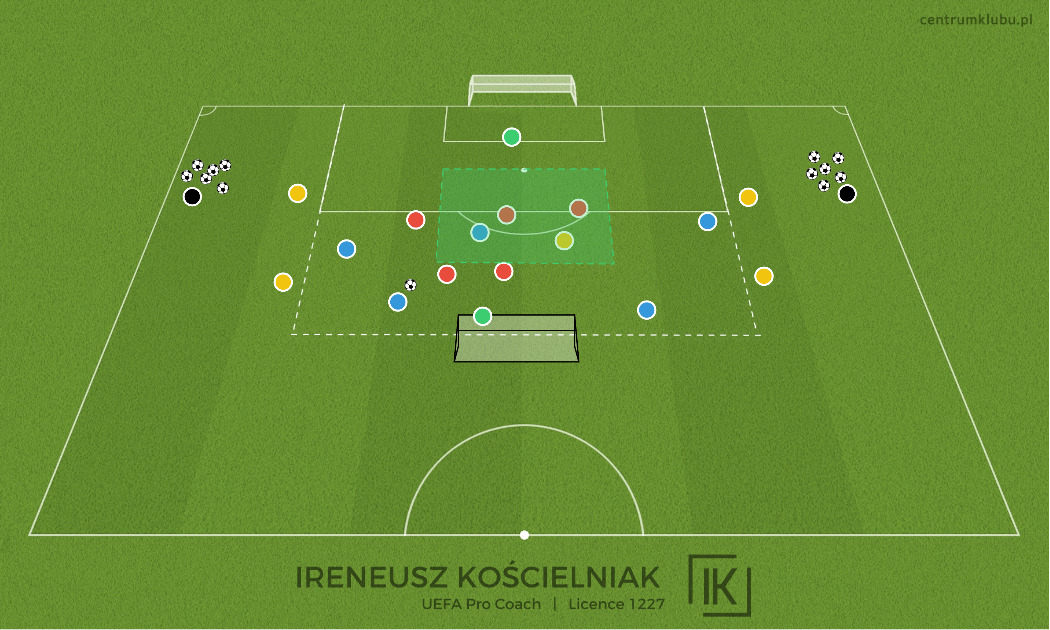 centrumklubu.pl
IRENEUSZ KOŚCIELNIAK
UEFA Pro Coach | Licence 1227
IK